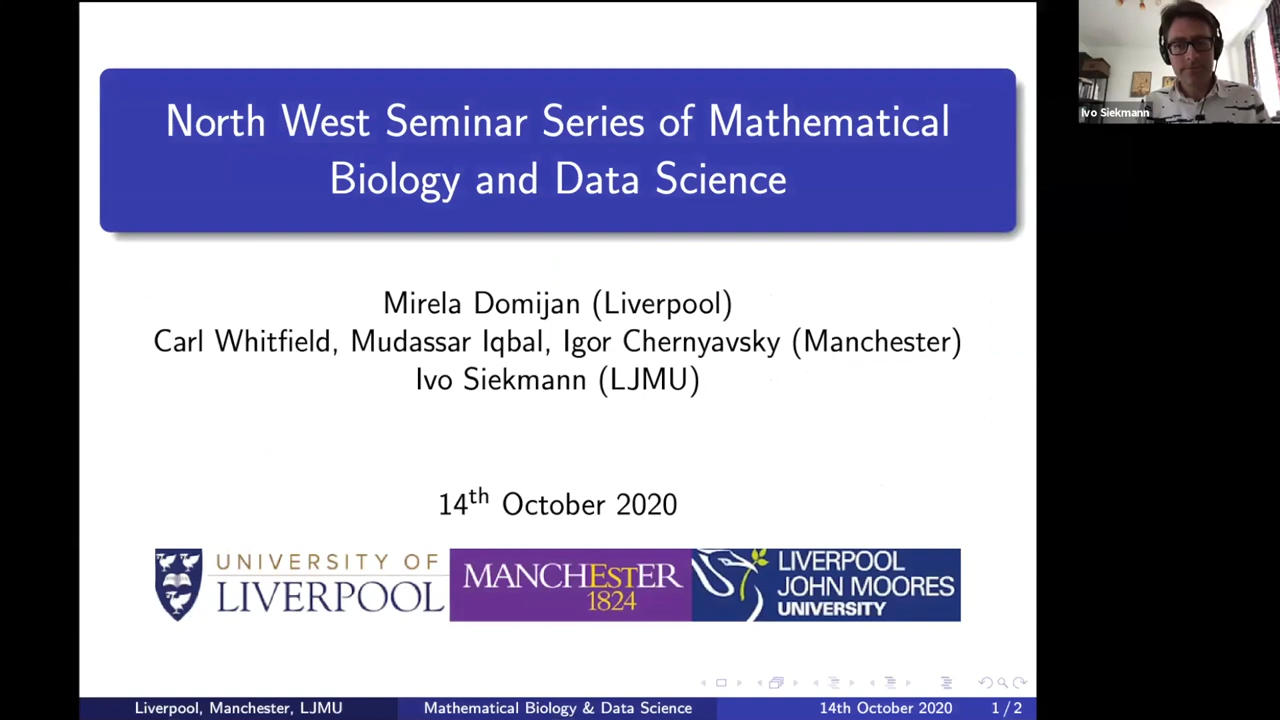 North West Seminar Series of Mathematical
Biology and Data Science
Ivo Siekmann
Mirela Domijan (Liverpool)
Carl Whitfield, Mudassar Iqbal, Igor Chernyavsky (Manchester)
Ivo Siekmann (LJMU)
14th October 2020
UNIVERSITY OF
LIVERPOOL
MANCHESTER
1824
LIVERPOOL
JOHN MOORES
UNIVERSITY
Liverpool, Manchester, LJMU
Mathematical Biology & Data Science
14th October 2020
1 / 2